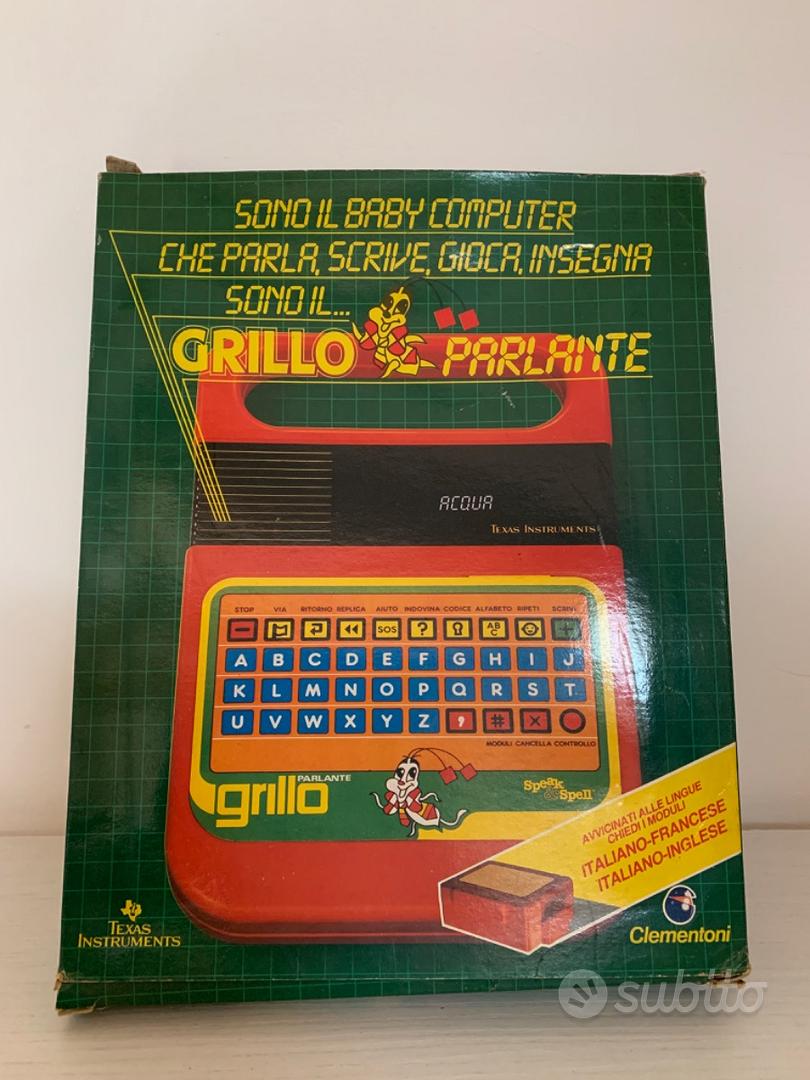 SONO IL BABY COMPUTER
CHE PARLA, SCRIVE, GIOCA, INSEGNA
SONO IL...
GRILLO PARLANTE
ACQUA
TEXAS INSTRUMENTS
STOP VIA RITORNO REPLICA AIUTO INDOVINA CODICE ALFABETO RIPETI SCRIVI
SOS ? AB C
A B C D E F G H I J
K L M N O P Q R S T
U V W X Y Z , # X
MODULI CANCELLA CONTROLLO
PARLANTE
grillo
Speak & Spell
AVVICINATI ALLE LINGUE
CHIEDI I MODULI
ITALIANO-FRANCESE
ITALIANO-INGLESE
TEXAS
INSTRUMENTS
Clementoni
subito